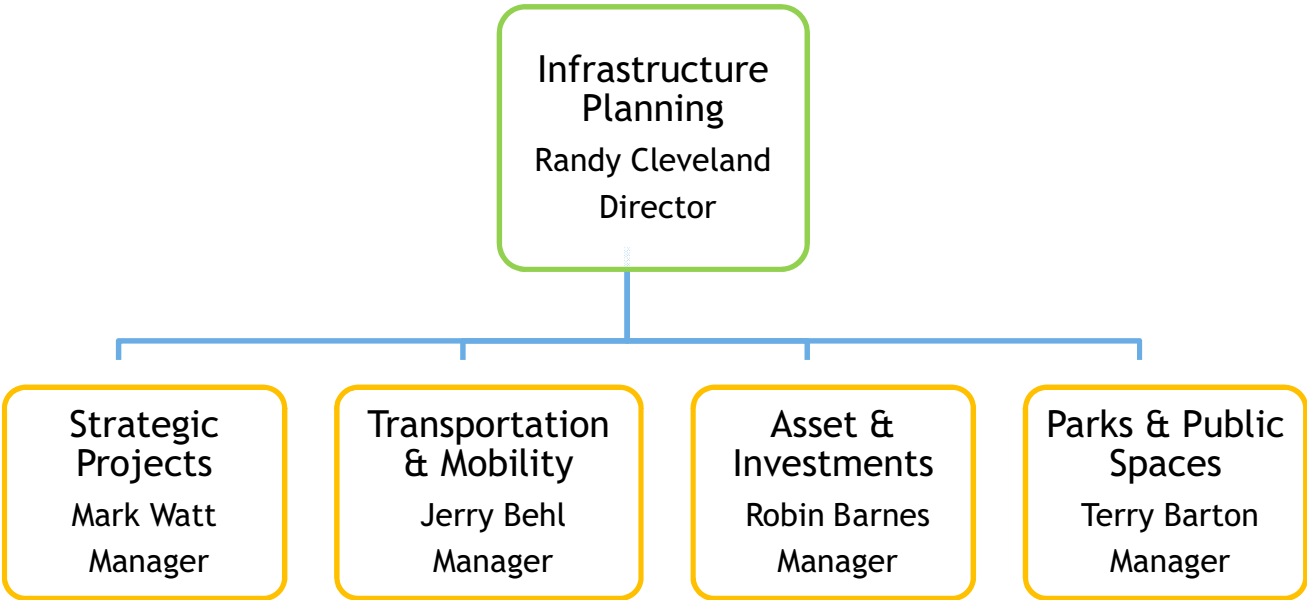 Infrastructure
Planning
Randy Cleveland
Director
Strategic
Projects
Mark Watt
Manager
Transportation
& Mobility
Jerry Behl
Manager
Asset &
Investments
Robin Barnes
Manager
Parks & Public
Spaces
Terry Barton
Manager